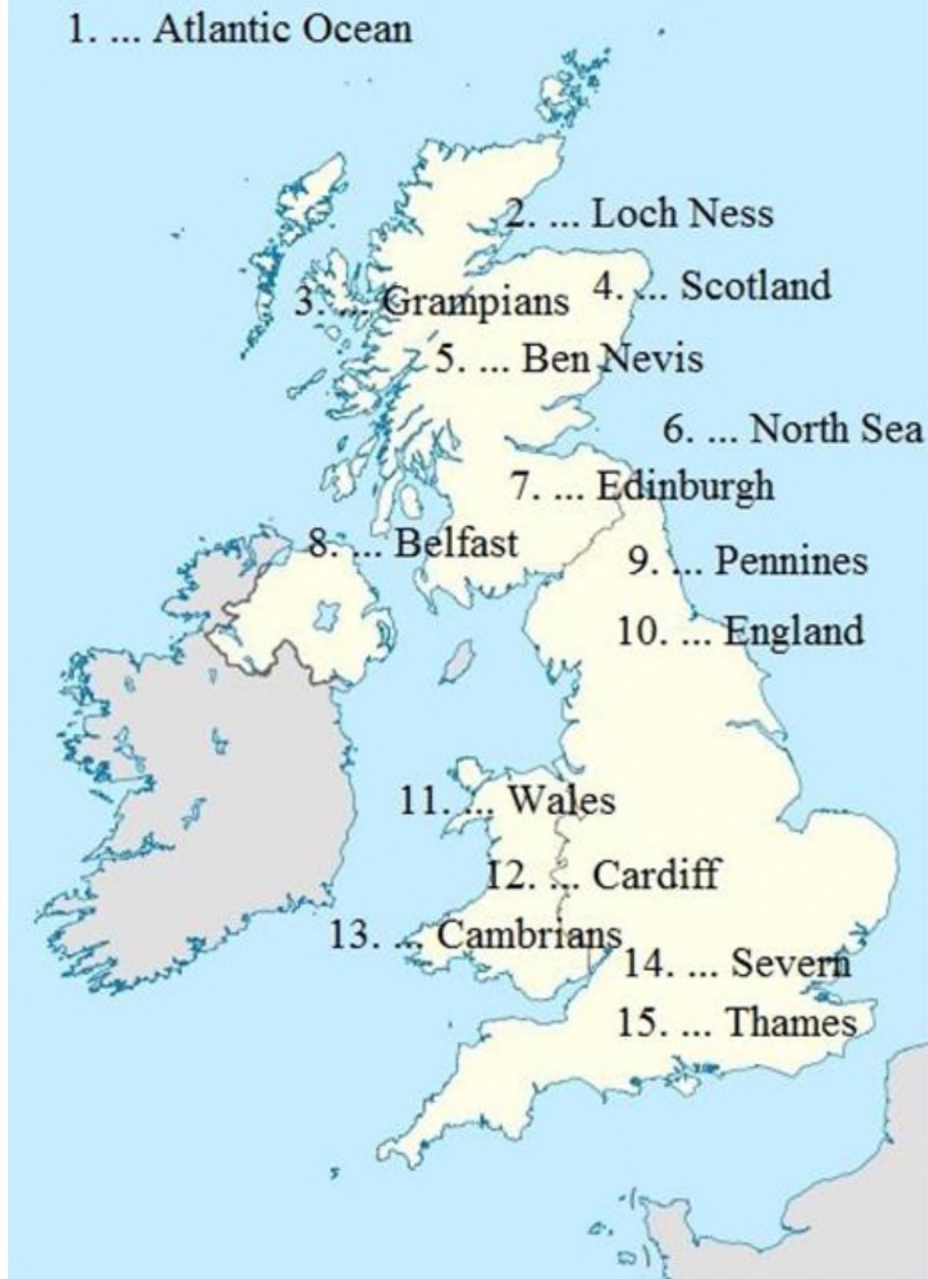 1. ... Atlantic Ocean
2. ... Loch Ness
3. ... Grampians
4. ... Scotland
5. ... Ben Nevis
6. ... North Sea
7. ... Edinburgh
8. ... Belfast
9. ... Pennines
10. ... England
11. ... Wales
12. ... Cardiff
13. ... Cambrians
14. ... Severn
15. ... Thames